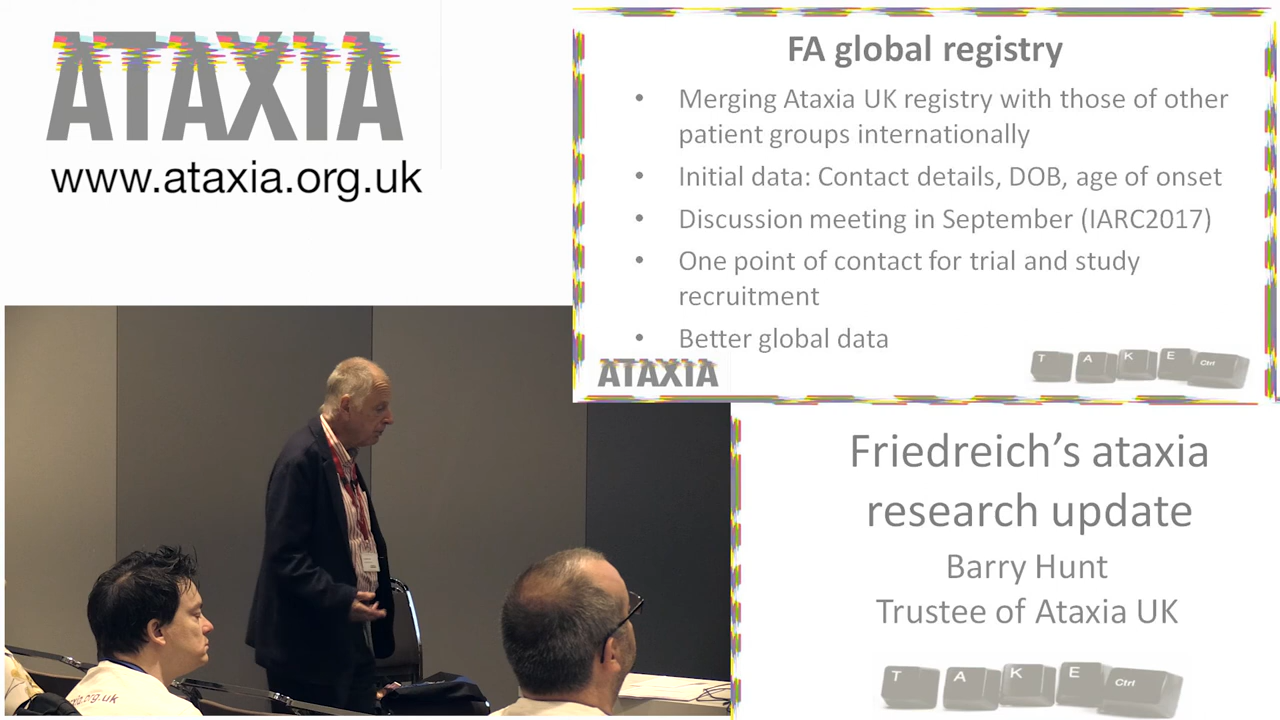 ATAXIA
www.ataxia.org.uk
FA global registry
• Merging Ataxia UK registry with those of other
patient groups internationally
• Initial data: Contact details, DOB, age of onset
• Discussion meeting in September (IARC2017)
• One point of contact for trial and study
recruitment
• Better global data
ATAXIA
T A K E Ctrl
Friedreich's ataxia
research update
Barry Hunt
Trustee of Ataxia UK
T A K E Ctrl
.org.uk